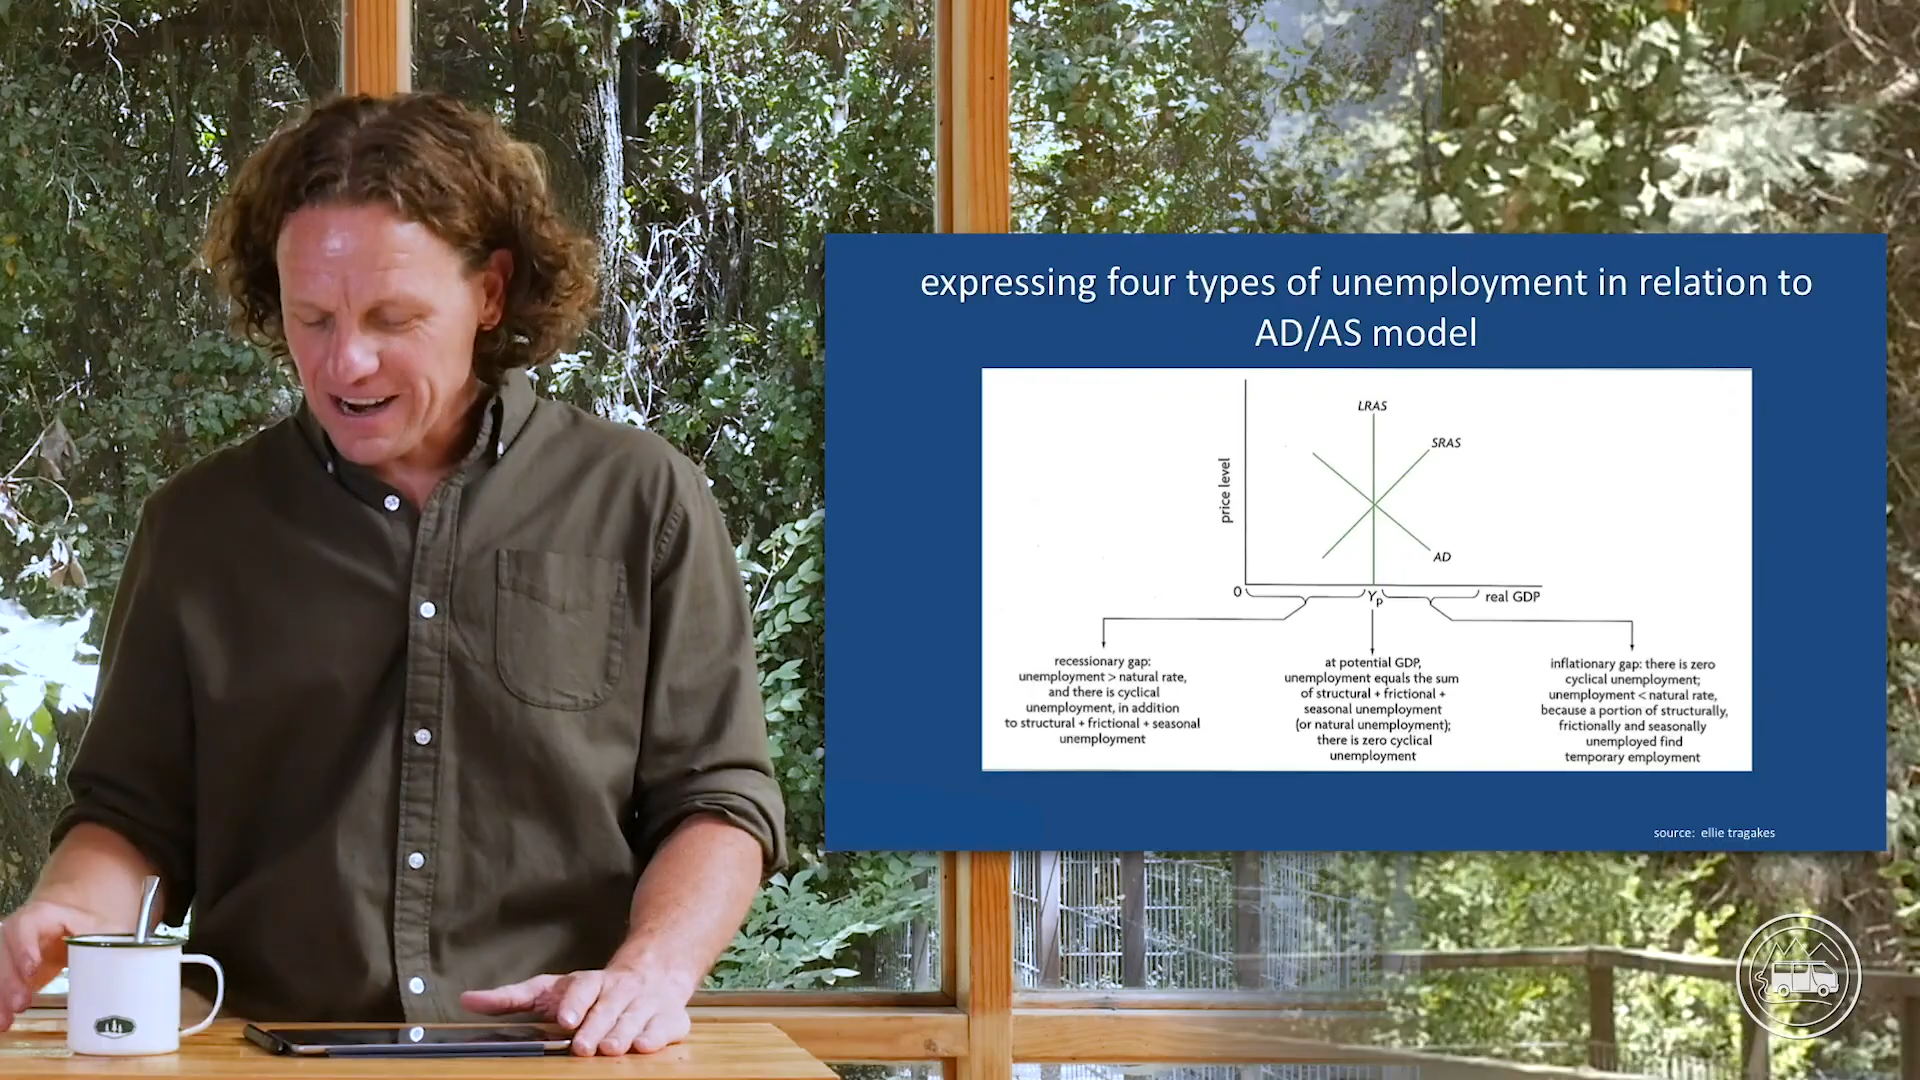 expressing four types of unemployment in relation to
AD/AS model
LRAS
SRAS
price level
AD
0
Yp
real GDP
recessionary gap:
unemployment > natural rate,
and there is cyclical
unemployment, in addition
to structural + frictional + seasonal
unemployment
at potential GDP,
unemployment equals the sum
of structural + frictional +
seasonal unemployment
(or natural unemployment);
there is zero cyclical
unemployment
inflationary gap: there is zero
cyclical unemployment;
unemployment < natural rate,
because a portion of structurally,
frictionally and seasonally
unemployed find
temporary employment
source: ellie tragakes